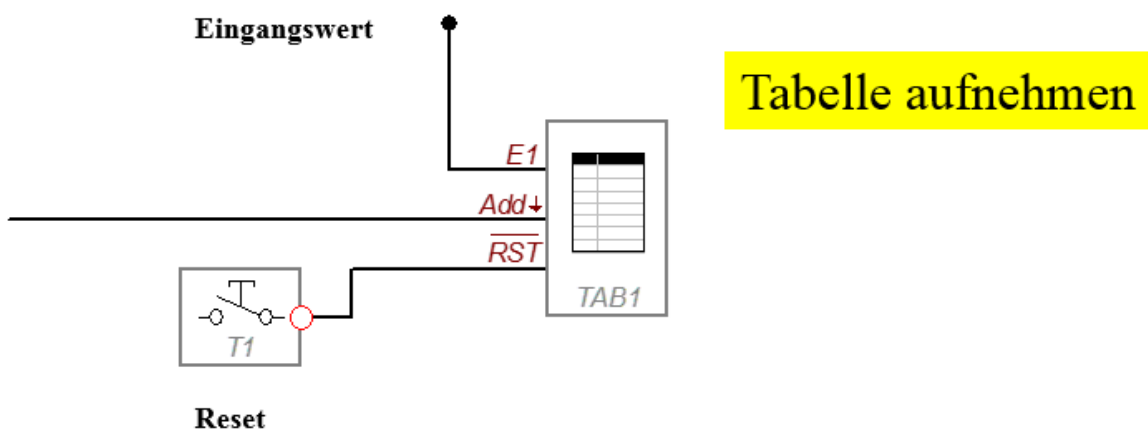 Eingangswert
Tabelle aufnehmen
E1
Add↓
RST
TAB1
T1
Reset